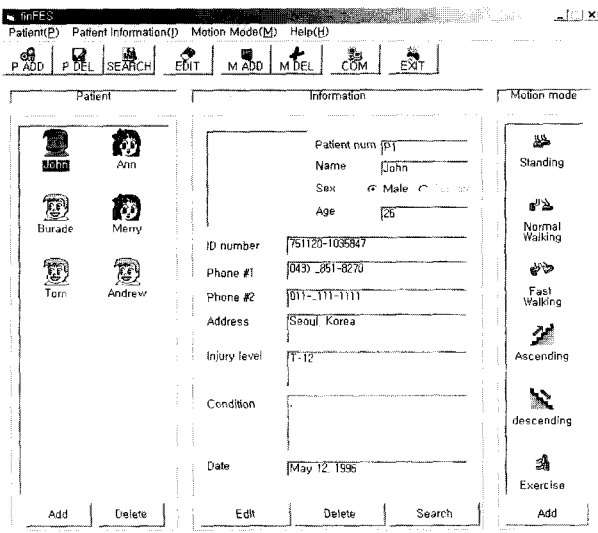 finFES
Patient(P) Patient Information(I) Motion Mode(M) Help(H)
P ADD P DEL SEARCH EDIT M ADD M DEL COM EXIT
Patient
John
Ann
Burade
Merry
Tom
Andrew
Add Delete
Information
Patient num P1
Name John
Sex Male
Age 26
ID number 751120-1035847
Phone #1 (043) _851-8270
Phone #2 011-_111-1111
Address Seoul, Korea
Injury level T-12
Condition .
Date May 12, 1996
Edit Delete Search
Motion mode
Standing
Normal
Walking
Fast
Walking
Ascending
descending
Exercise
Add